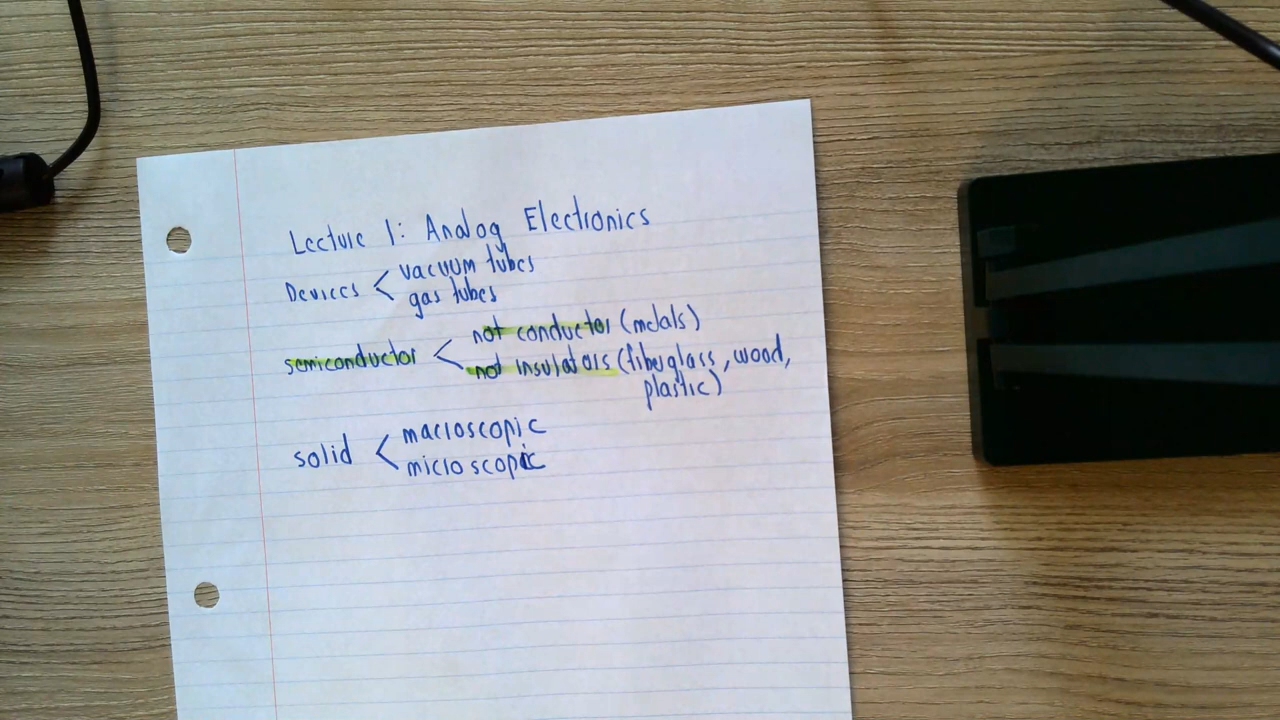 Lecture 1: Analog Electronics
Devices < vacuum tubes
gas tubes
semiconductor < not conductor (metals)
not insulators (fiberglass, wood,
plastic)
solid < macroscopic
microscopic